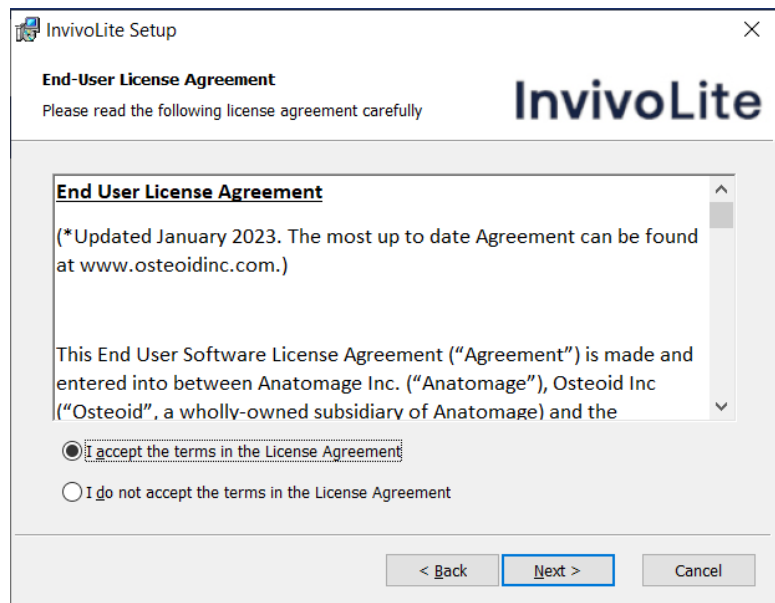 InvivoLite Setup
End-User License Agreement
Please read the following license agreement carefully
InvivoLite
End User License Agreement
(*Updated January 2023. The most up to date Agreement can be found
at www.osteoidinc.com.)
This End User Software License Agreement (“Agreement”) is made and
entered into between Anatomage Inc. (“Anatomage”), Osteoid Inc
(“Osteoid”, a wholly-owned subsidiary of Anatomage) and the
I accept the terms in the License Agreement
I do not accept the terms in the License Agreement
< Back
Next >
Cancel